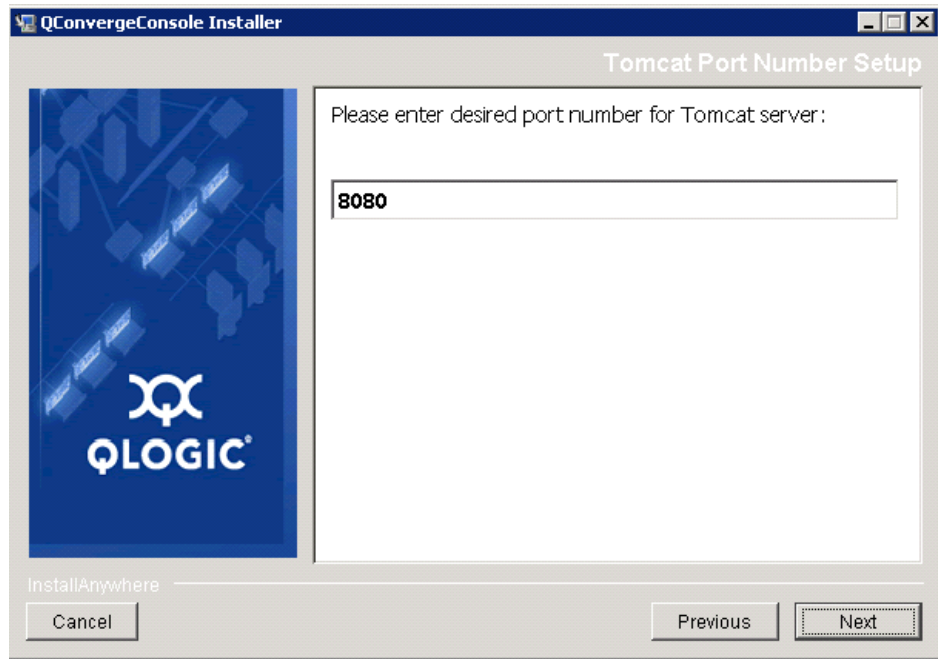 QConvergeConsole Installer
Tomcat Port Number Setup
Please enter desired port number for Tomcat server:
8080
QLOGIC®
InstallAnywhere
Cancel
Previous
Next